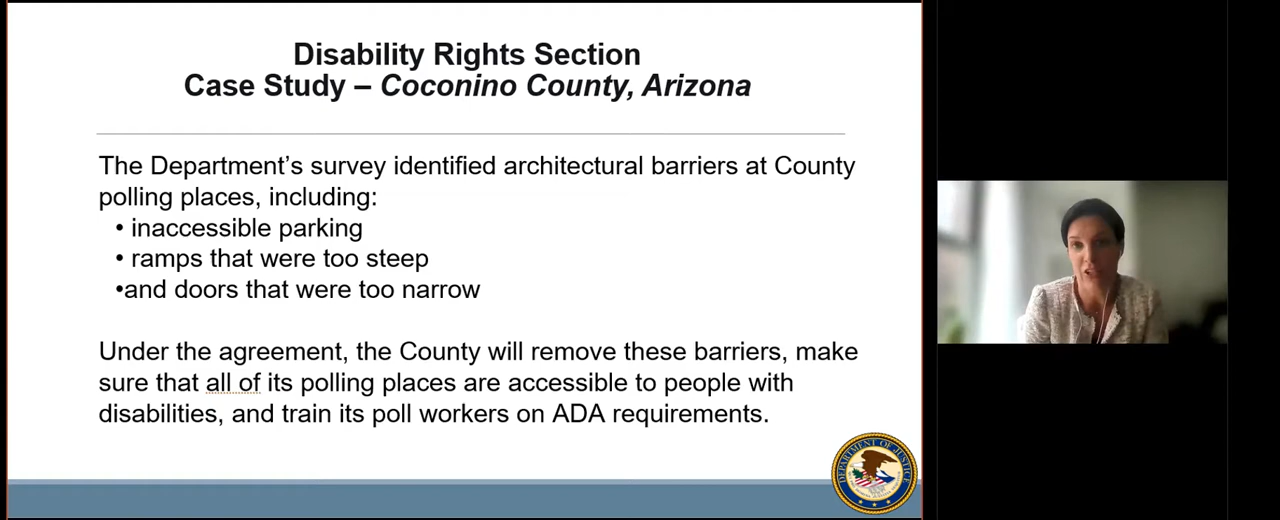 Disability Rights Section
Case Study – Coconino County, Arizona
The Department's survey identified architectural barriers at County
polling places, including:
• inaccessible parking
• ramps that were too steep
•and doors that were too narrow
Under the agreement, the County will remove these barriers, make
sure that all of its polling places are accessible to people with
disabilities, and train its poll workers on ADA requirements.
DEPARTMENT OF JUSTICE